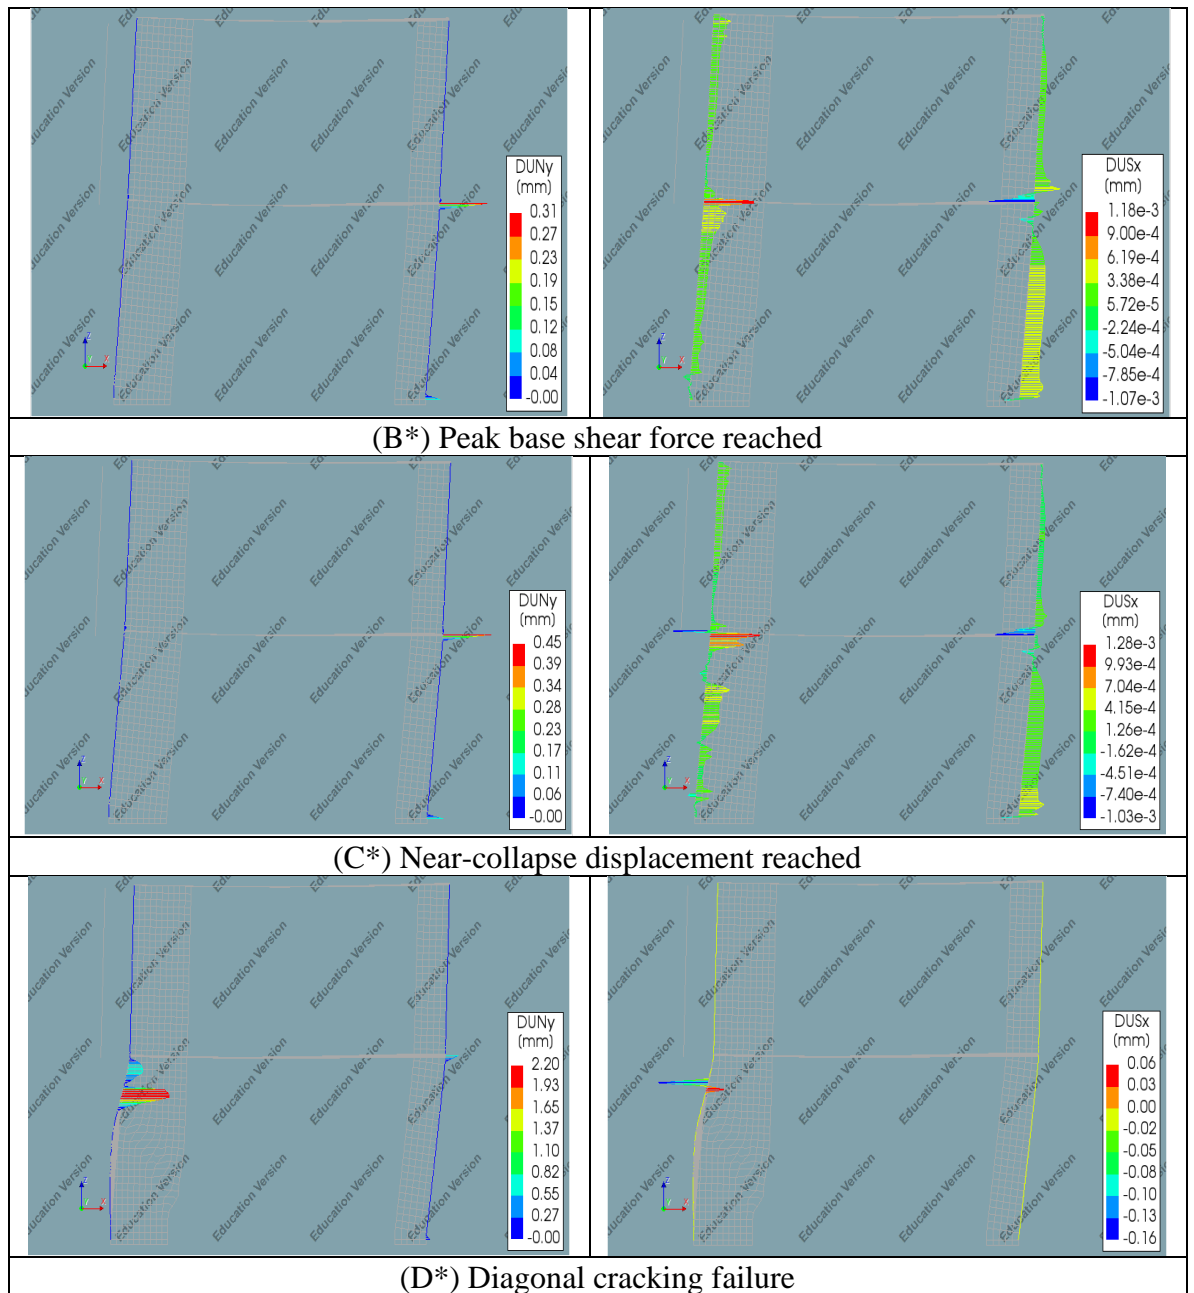 DUNy
(mm)
0.31
0.27
0.23
0.19
0.15
0.12
0.08
0.04
-0.00
DUSx
(mm)
1.18e-3
9.00e-4
6.19e-4
3.38e-4
5.72e-5
-2.24e-4
-5.04e-4
-7.85e-4
-1.07e-3
Education Version
Z
Y
X
(B*) Peak base shear force reached
DUNy
(mm)
0.45
0.39
0.34
0.28
0.23
0.17
0.11
0.06
-0.00
DUSx
(mm)
1.28e-3
9.93e-4
7.04e-4
4.15e-4
1.26e-4
-1.62e-4
-4.51e-4
-7.40e-4
-1.03e-3
Education Version
Z
Y
X
(C*) Near-collapse displacement reached
DUNy
(mm)
2.20
1.93
1.65
1.37
1.10
0.82
0.55
0.27
-0.00
DUSx
(mm)
0.06
0.03
0.00
-0.02
-0.05
-0.08
-0.10
-0.13
-0.16
Education Version
Z
Y
X
(D*) Diagonal cracking failure